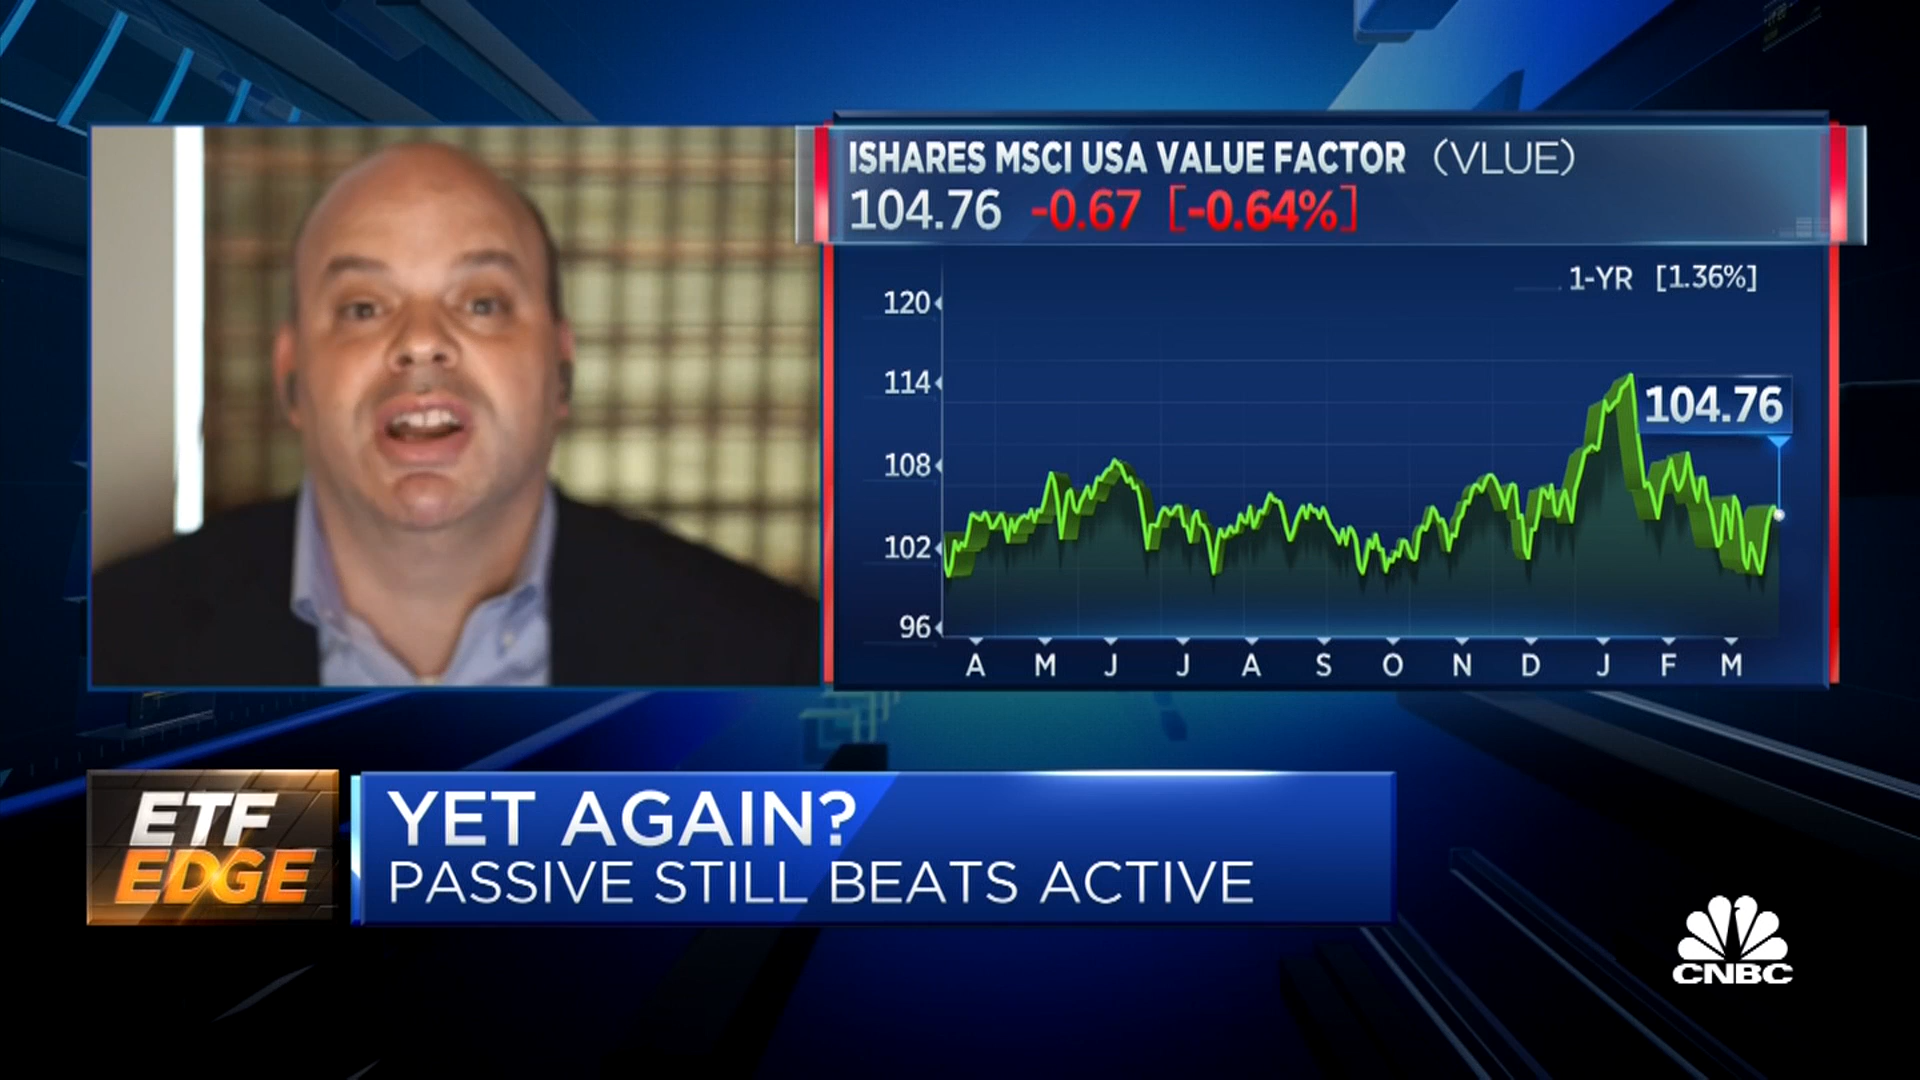 ISHARES MSCI USA VALUE FACTOR (VLUE)
104.76 -0.67 [-0.64%]
1-YR [1.36%]
120
114
104.76
108
102
96
A M J J A S O N D J F M
ETF
EDGE
YET AGAIN?
PASSIVE STILL BEATS ACTIVE
CNBC